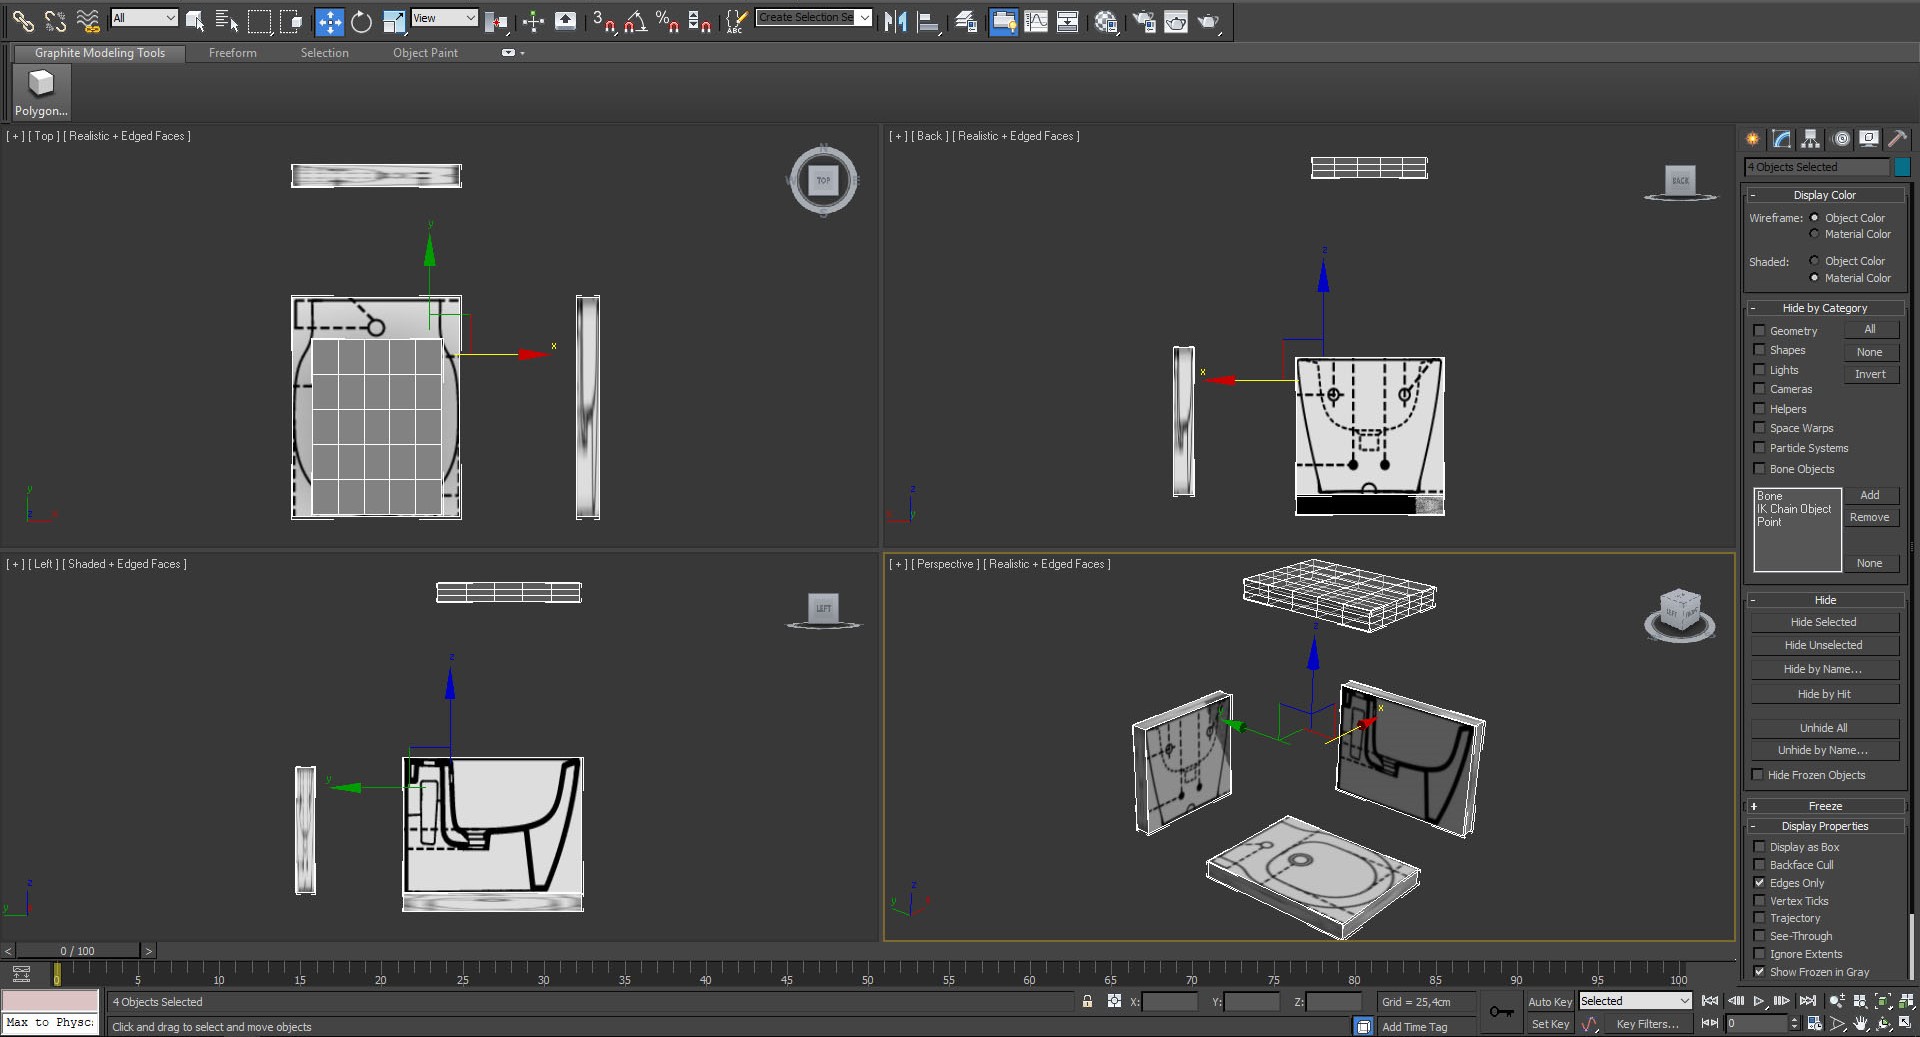 All
View
3
%
ABC
Create Selection Se
Graphite Modeling Tools
Freeform
Selection
Object Paint
Polygon...
[ + ] [ Top ] [ Realistic + Edged Faces ]
TOP
N
S
y
x
y
z
[ + ] [ Back ] [ Realistic + Edged Faces ]
BACK
z
x
z
y
[ + ] [ Left ] [ Shaded + Edged Faces ]
LEFT
z
y
z
y
[ + ] [ Perspective ] [ Realistic + Edged Faces ]
z
x
z
y
4 Objects Selected
- Display Color
Wireframe: Object Color
Material Color
Shaded: Object Color
Material Color
- Hide by Category
Geometry All
Shapes None
Lights Invert
Cameras
Helpers
Space Warps
Particle Systems
Bone Objects
Bone
IK Chain Object
Point
Add
Remove
None
- Hide
Hide Selected
Hide Unselected
Hide by Name...
Hide by Hit
Unhide All
Unhide by Name...
Hide Frozen Objects
+ Freeze
- Display Properties
Display as Box
Backface Cull
Edges Only
Vertex Ticks
Trajectory
See-Through
Ignore Extents
Show Frozen in Gray
< 0 / 100 >
0 5 10 15 20 25 30 35 40 45 50 55 60 65 70 75 80 85 90 95 100
4 Objects Selected
X: Y: Z:
Grid = 25,4cm
Auto Key
Selected
Max to Physc:
Click and drag to select and move objects
Add Time Tag
Set Key
Key Filters...
0